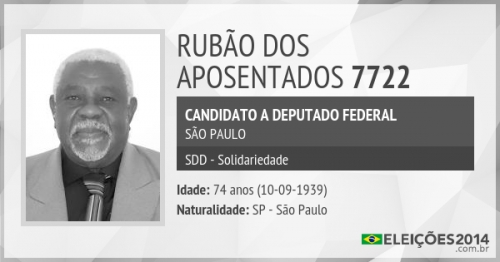 RUBÃO DOS
APOSENTADOS 7722
CANDIDATO A DEPUTADO FEDERAL
SÃO PAULO
SDD - Solidariedade
Idade: 74 anos (10-09-1939)
Naturalidade: SP - São Paulo
ELEIÇÕES2014
.com.br